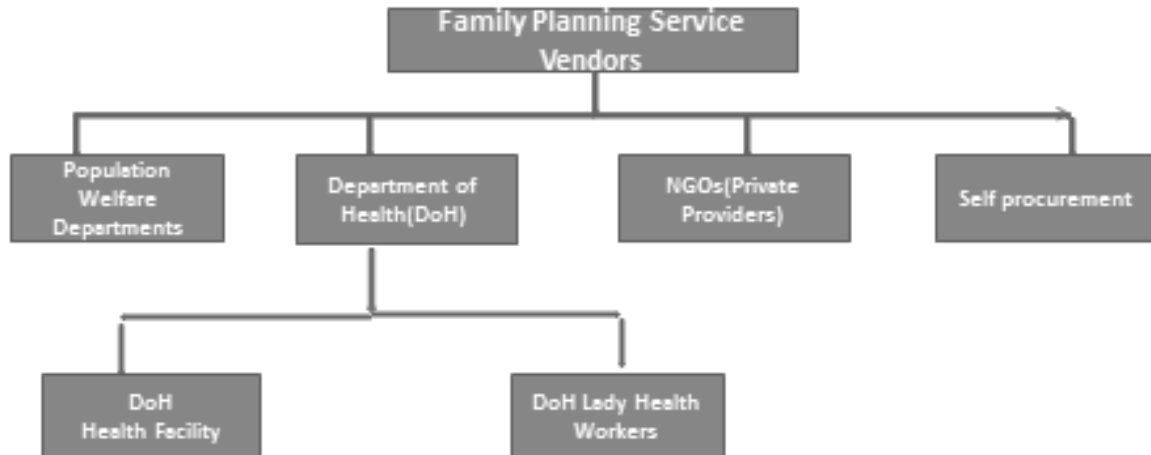 Family Planning Service
Vendors
Population
Welfare
Departments
Department of
Health(DoH)
NGOs(Private
Providers)
Self procurement
DoH
Health Facility
DoH Lady Health
Workers